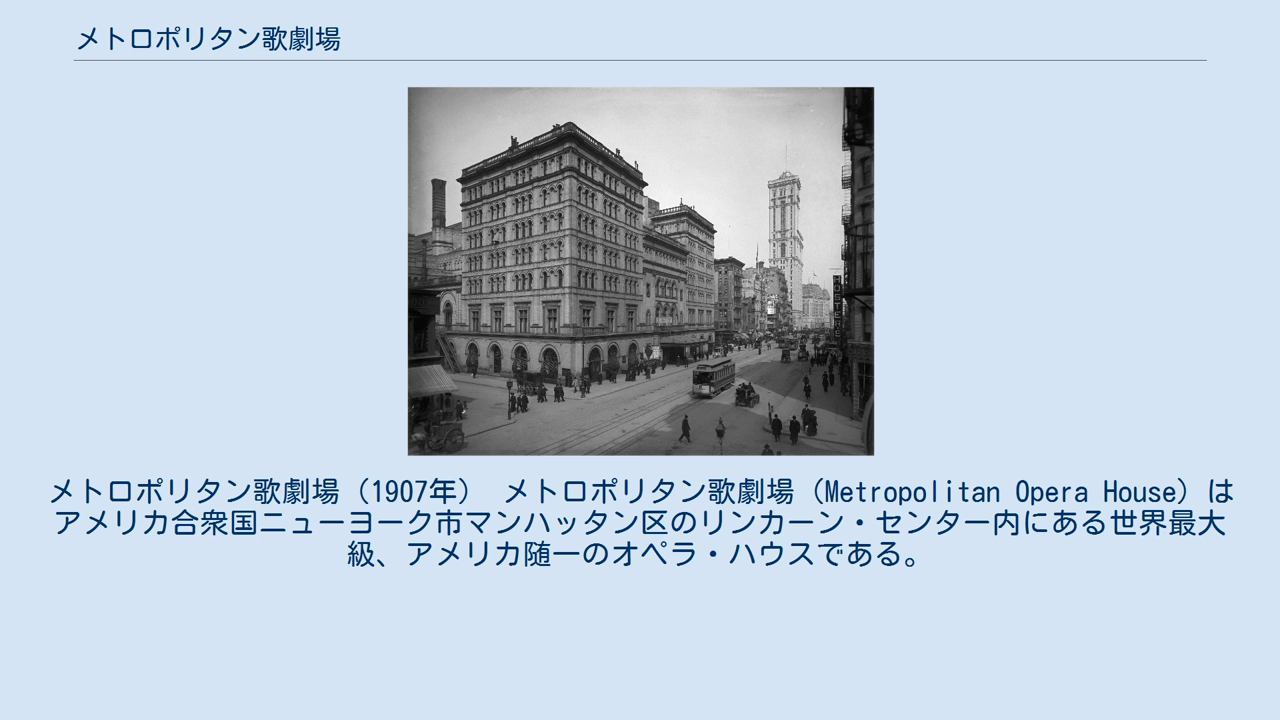 メトロポリタン歌劇場
メトロポリタン歌劇場（1907年）　メトロポリタン歌劇場（Metropolitan Opera House）は
アメリカ合衆国ニューヨーク市マンハッタン区のリンカーン・センター内にある世界最大
級、アメリカ随一のオペラ・ハウスである。